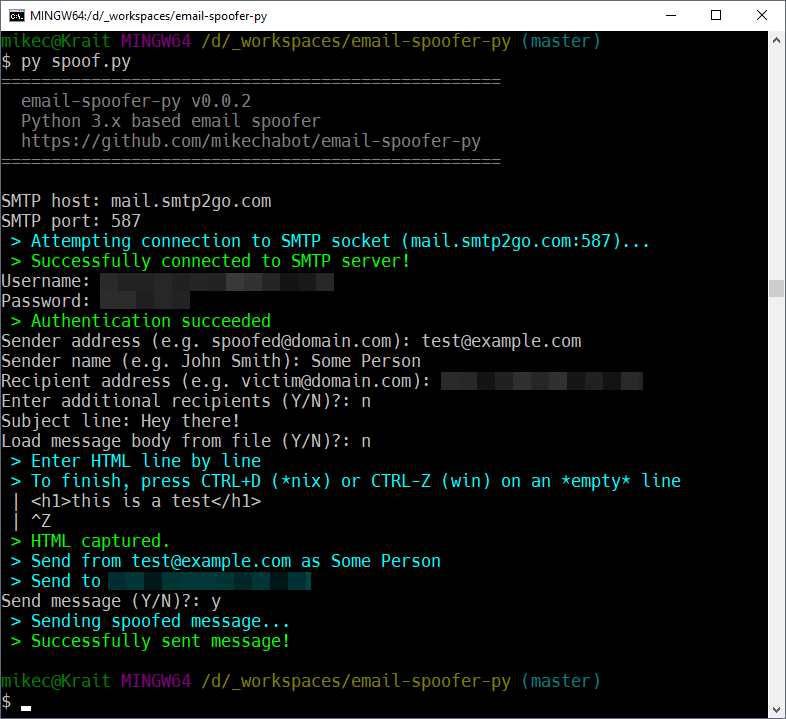 MINGW64:/d/_workspaces/email-spoofer-py
mikec@Krait MINGW64 /d/_workspaces/email-spoofer-py (master)
$ py spoof.py
==================================================
email-spoofer-py v0.0.2
Python 3.x based email spoofer
https://github.com/mikechabot/email-spoofer-py
==================================================
SMTP host: mail.smtp2go.com
SMTP port: 587
> Attempting connection to SMTP socket (mail.smtp2go.com:587)...
> Successfully connected to SMTP server!
Username:
Password:
> Authentication succeeded
Sender address (e.g. spoofed@domain.com): test@example.com
Sender name (e.g. John Smith): Some Person
Recipient address (e.g. victim@domain.com):
Enter additional recipients (Y/N)?: n
Subject line: Hey there!
Load message body from file (Y/N)?: n
> Enter HTML line by line
> To finish, press CTRL+D (*nix) or CTRL-Z (win) on an *empty* line
| <h1>this is a test</h1>
| ^Z
> HTML captured.
> Send from test@example.com as Some Person
> Send to
Send message (Y/N)?: y
> Sending spoofed message...
> Successfully sent message!
mikec@Krait MINGW64 /d/_workspaces/email-spoofer-py (master)
$